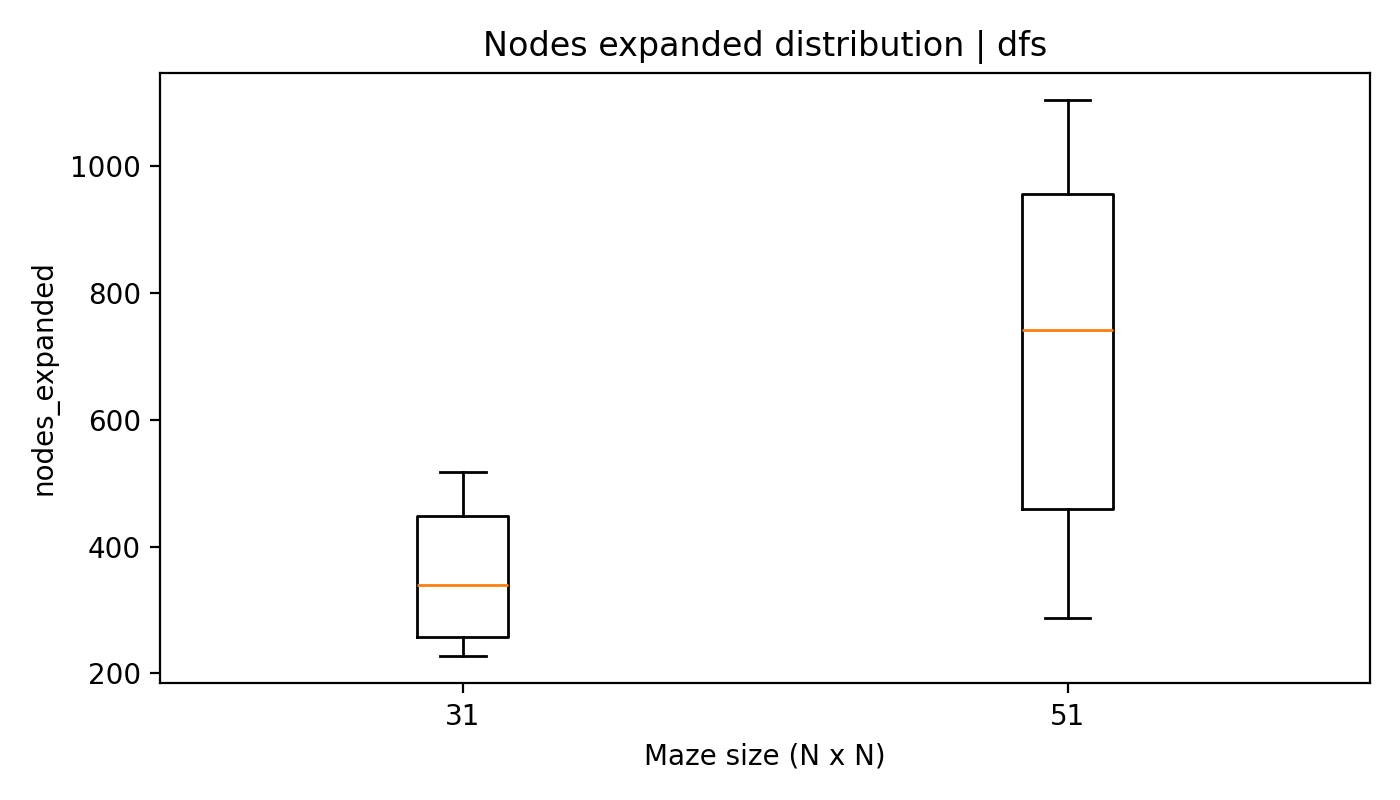 Nodes expanded distribution | dfs
nodes_expanded
1000
800
600
400
200
31
51
Maze size (N x N)